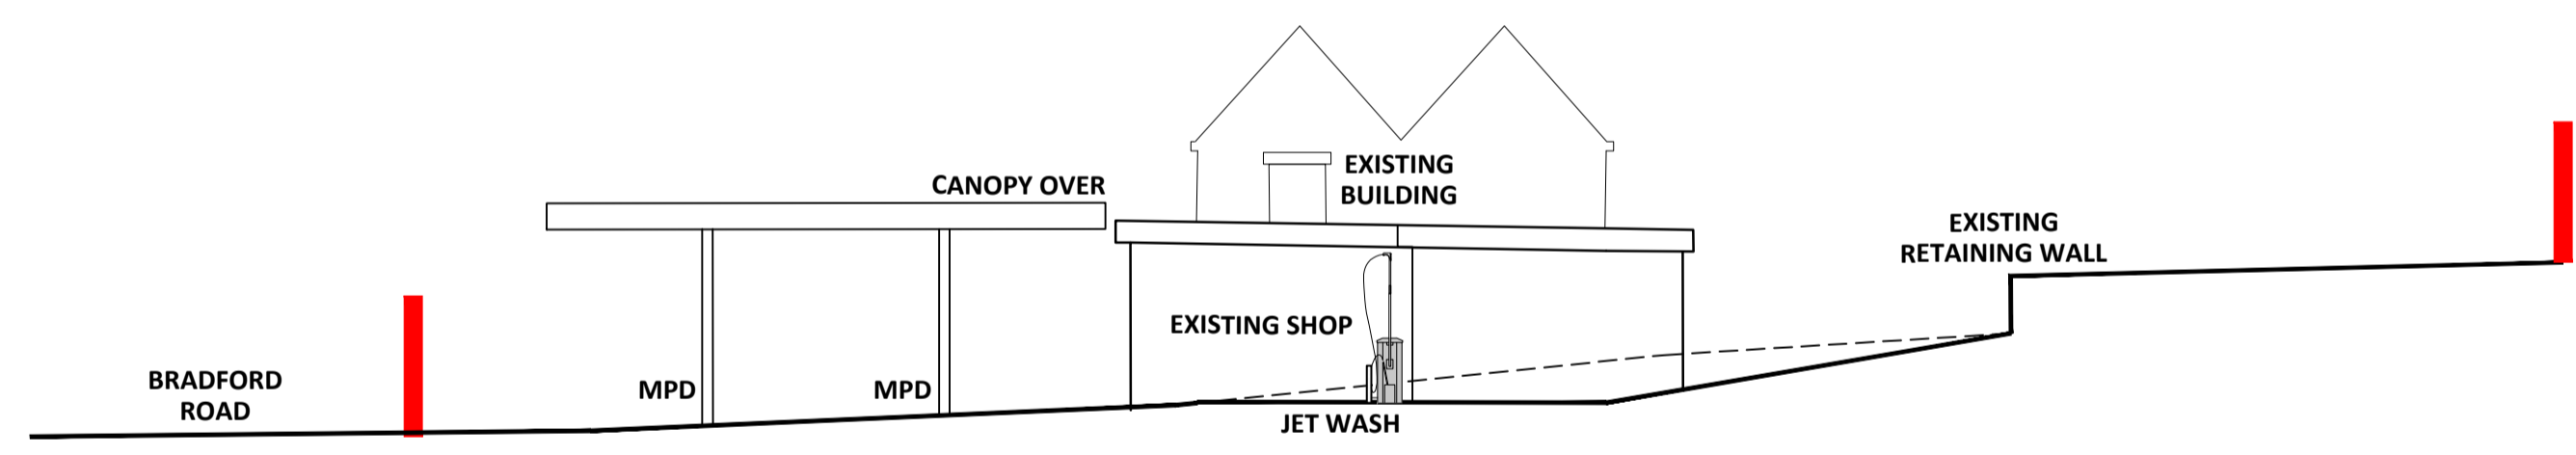 BRADFORD
ROAD
MPD
MPD
CANOPY OVER
EXISTING
BUILDING
EXISTING SHOP
JET WASH
EXISTING
RETAINING WALL